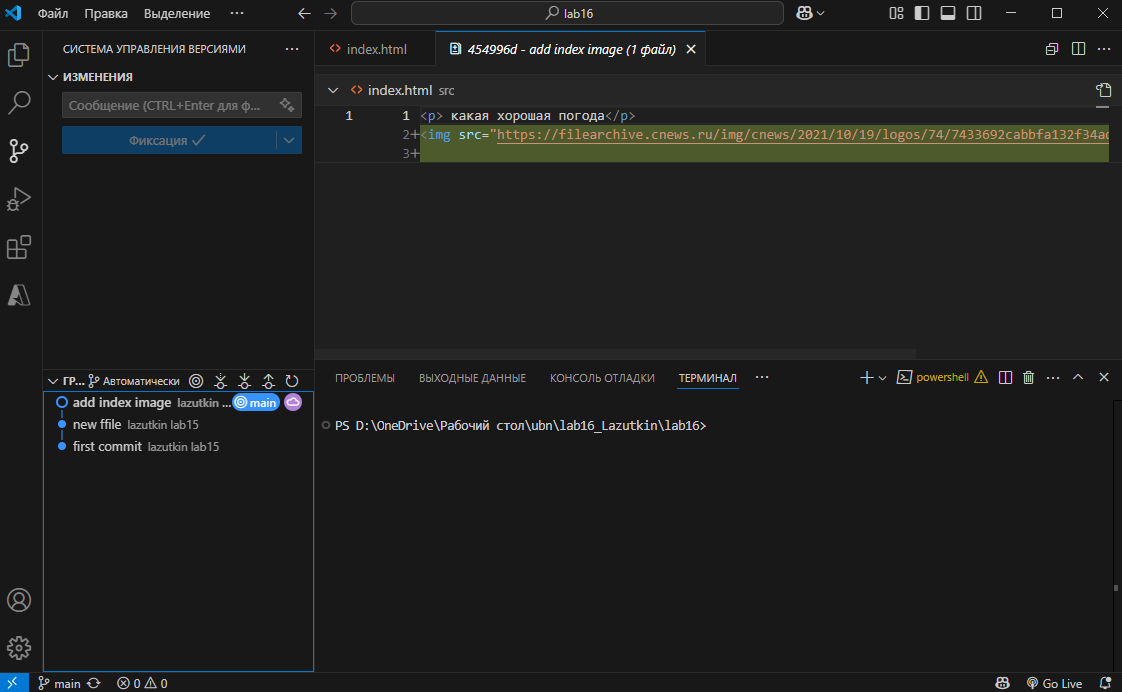 Файл Правка Выделение ··· lab16
СИСТЕМА УПРАВЛЕНИЯ ВЕРСИЯМИ ···
ИЗМЕНЕНИЯ
Сообщение (CTRL+Enter для ф...
Фиксация
index.html
454996d - add index image (1 файл)
index.html src
1 1 <p> какая хорошая погода</p>
2+ <img src="https://filearchive.cnews.ru/img/cnews/2021/10/19/logos/74/7433692cabbfa132f34ac
3+
ГР... Автоматически
add index image lazutkin ... main
new ffile lazutkin lab15
first commit lazutkin lab15
ПРОБЛЕМЫ ВЫХОДНЫЕ ДАННЫЕ КОНСОЛЬ ОТЛАДКИ ТЕРМИНАЛ ··· powershell ···
PS D:\OneDrive\Рабочий стол\ubn\lab16_Lazutkin\lab16>
main 0 0 Go Live